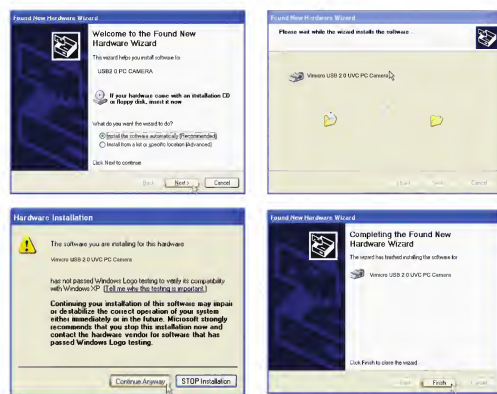 Found New Hardware Wizard
Welcome to the Found New
Hardware Wizard
This wizard helps you install software for:
USB2 0 PC CAMERA
If your hardware came with an installation CD
or floppy disk, insert it now
What do you want the wizard to do?
Install the software automatically (Recommended)
Install from a list or specific location (Advanced)
Click Next to continue
Back
Next >
Cancel
Found New Hardware Wizard
Please wait while the wizard installs the software
Vimicro USB 2 0 UVC PC Camera
Back
Next
Cancel
Hardware Installation
The software you are installing for this hardware
Vimicro USB 2 0 UVC PC Camera
has not passed Windows Logo testing to verify its compatibility
with Windows XP (Tell me why this testing is important.)
Continuing your installation of this software may impair
or destabilize the correct operation of your system
either immediately or in the future. Microsoft strongly
recommends that you stop this installation now and
contact the hardware vendor for software that has
passed Windows Logo testing.
Continue Anyway
STOP Installation
Found New Hardware Wizard
Completing the Found New
Hardware Wizard
The wizard has finished installing the software for
Vimicro USB 2 0 UVC PC Camera
Click Finish to close the wizard
Back
Finish
Cancel